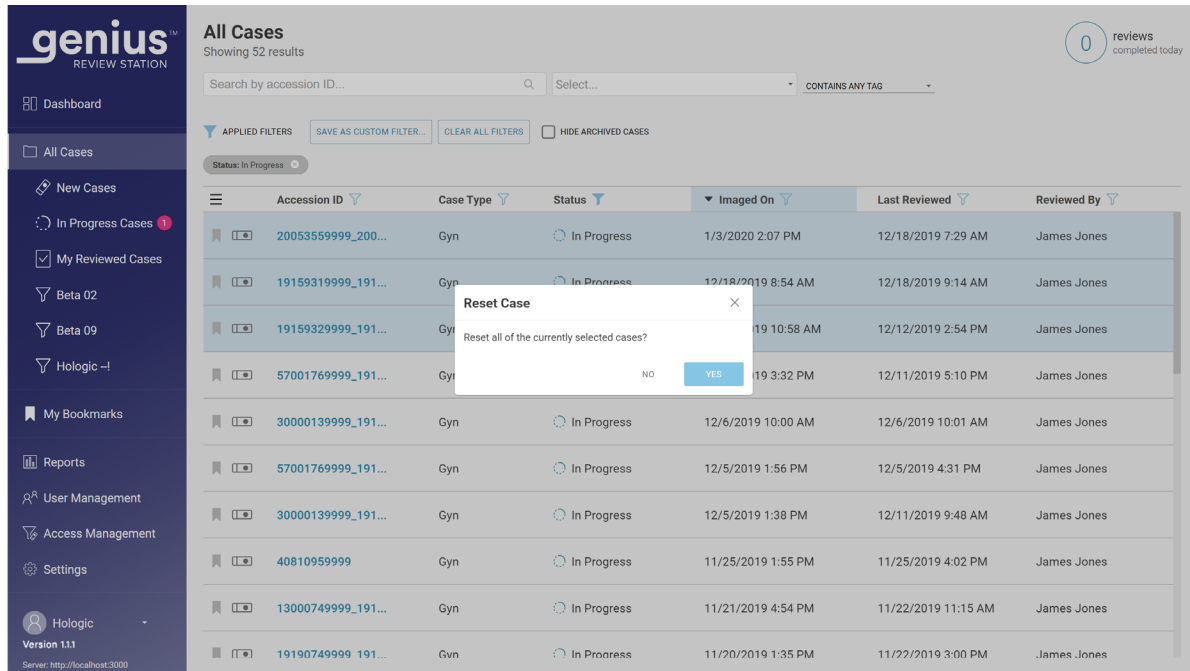 genius™
REVIEW STATION
Dashboard
All Cases
New Cases
In Progress Cases 1
My Reviewed Cases
Beta 02
Beta 09
Hologic --!
My Bookmarks
Reports
User Management
Access Management
Settings
Hologic
Version 1.1.1
Server: http://localhost:3000
All Cases
Showing 52 results
0 reviews
completed today
Search by accession ID...
Select...
CONTAINS ANY TAG
APPLIED FILTERS
SAVE AS CUSTOM FILTER...
CLEAR ALL FILTERS
HIDE ARCHIVED CASES
Status: In Progress
Accession ID Case Type Status Imaged On Last Reviewed Reviewed By
20053559999_200... Gyn In Progress 1/3/2020 2:07 PM 12/18/2019 7:29 AM James Jones
19159319999_191... Gyn In Progress 12/18/2019 8:54 AM 12/18/2019 9:14 AM James Jones
19159329999_191... 19 10:58 AM 12/12/2019 2:54 PM James Jones
57001769999_191... 19 3:32 PM 12/11/2019 5:10 PM James Jones
30000139999_191... Gyn In Progress 12/6/2019 10:00 AM 12/6/2019 10:01 AM James Jones
57001769999_191... Gyn In Progress 12/5/2019 1:56 PM 12/5/2019 4:31 PM James Jones
30000139999_191... Gyn In Progress 12/5/2019 1:38 PM 12/11/2019 9:48 AM James Jones
40810959999 Gyn In Progress 11/25/2019 1:55 PM 11/25/2019 4:02 PM James Jones
13000749999_191... Gyn In Progress 11/21/2019 4:54 PM 11/22/2019 11:15 AM James Jones
19190749999_191... Gyn In Progress 11/20/2019 1:35 PM 11/22/2019 3:00 PM James Jones
Reset Case
Reset all of the currently selected cases?
NO
YES